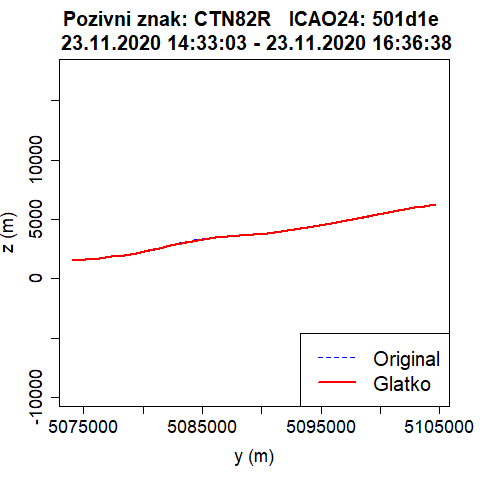 Pozivni znak: CTN82R   ICAO24: 501d1e
23.11.2020 14:33:03 - 23.11.2020 16:36:38
z (m)
10000
5000
0
-10000
Original
Glatko
5075000 5085000 5095000 5105000
y (m)